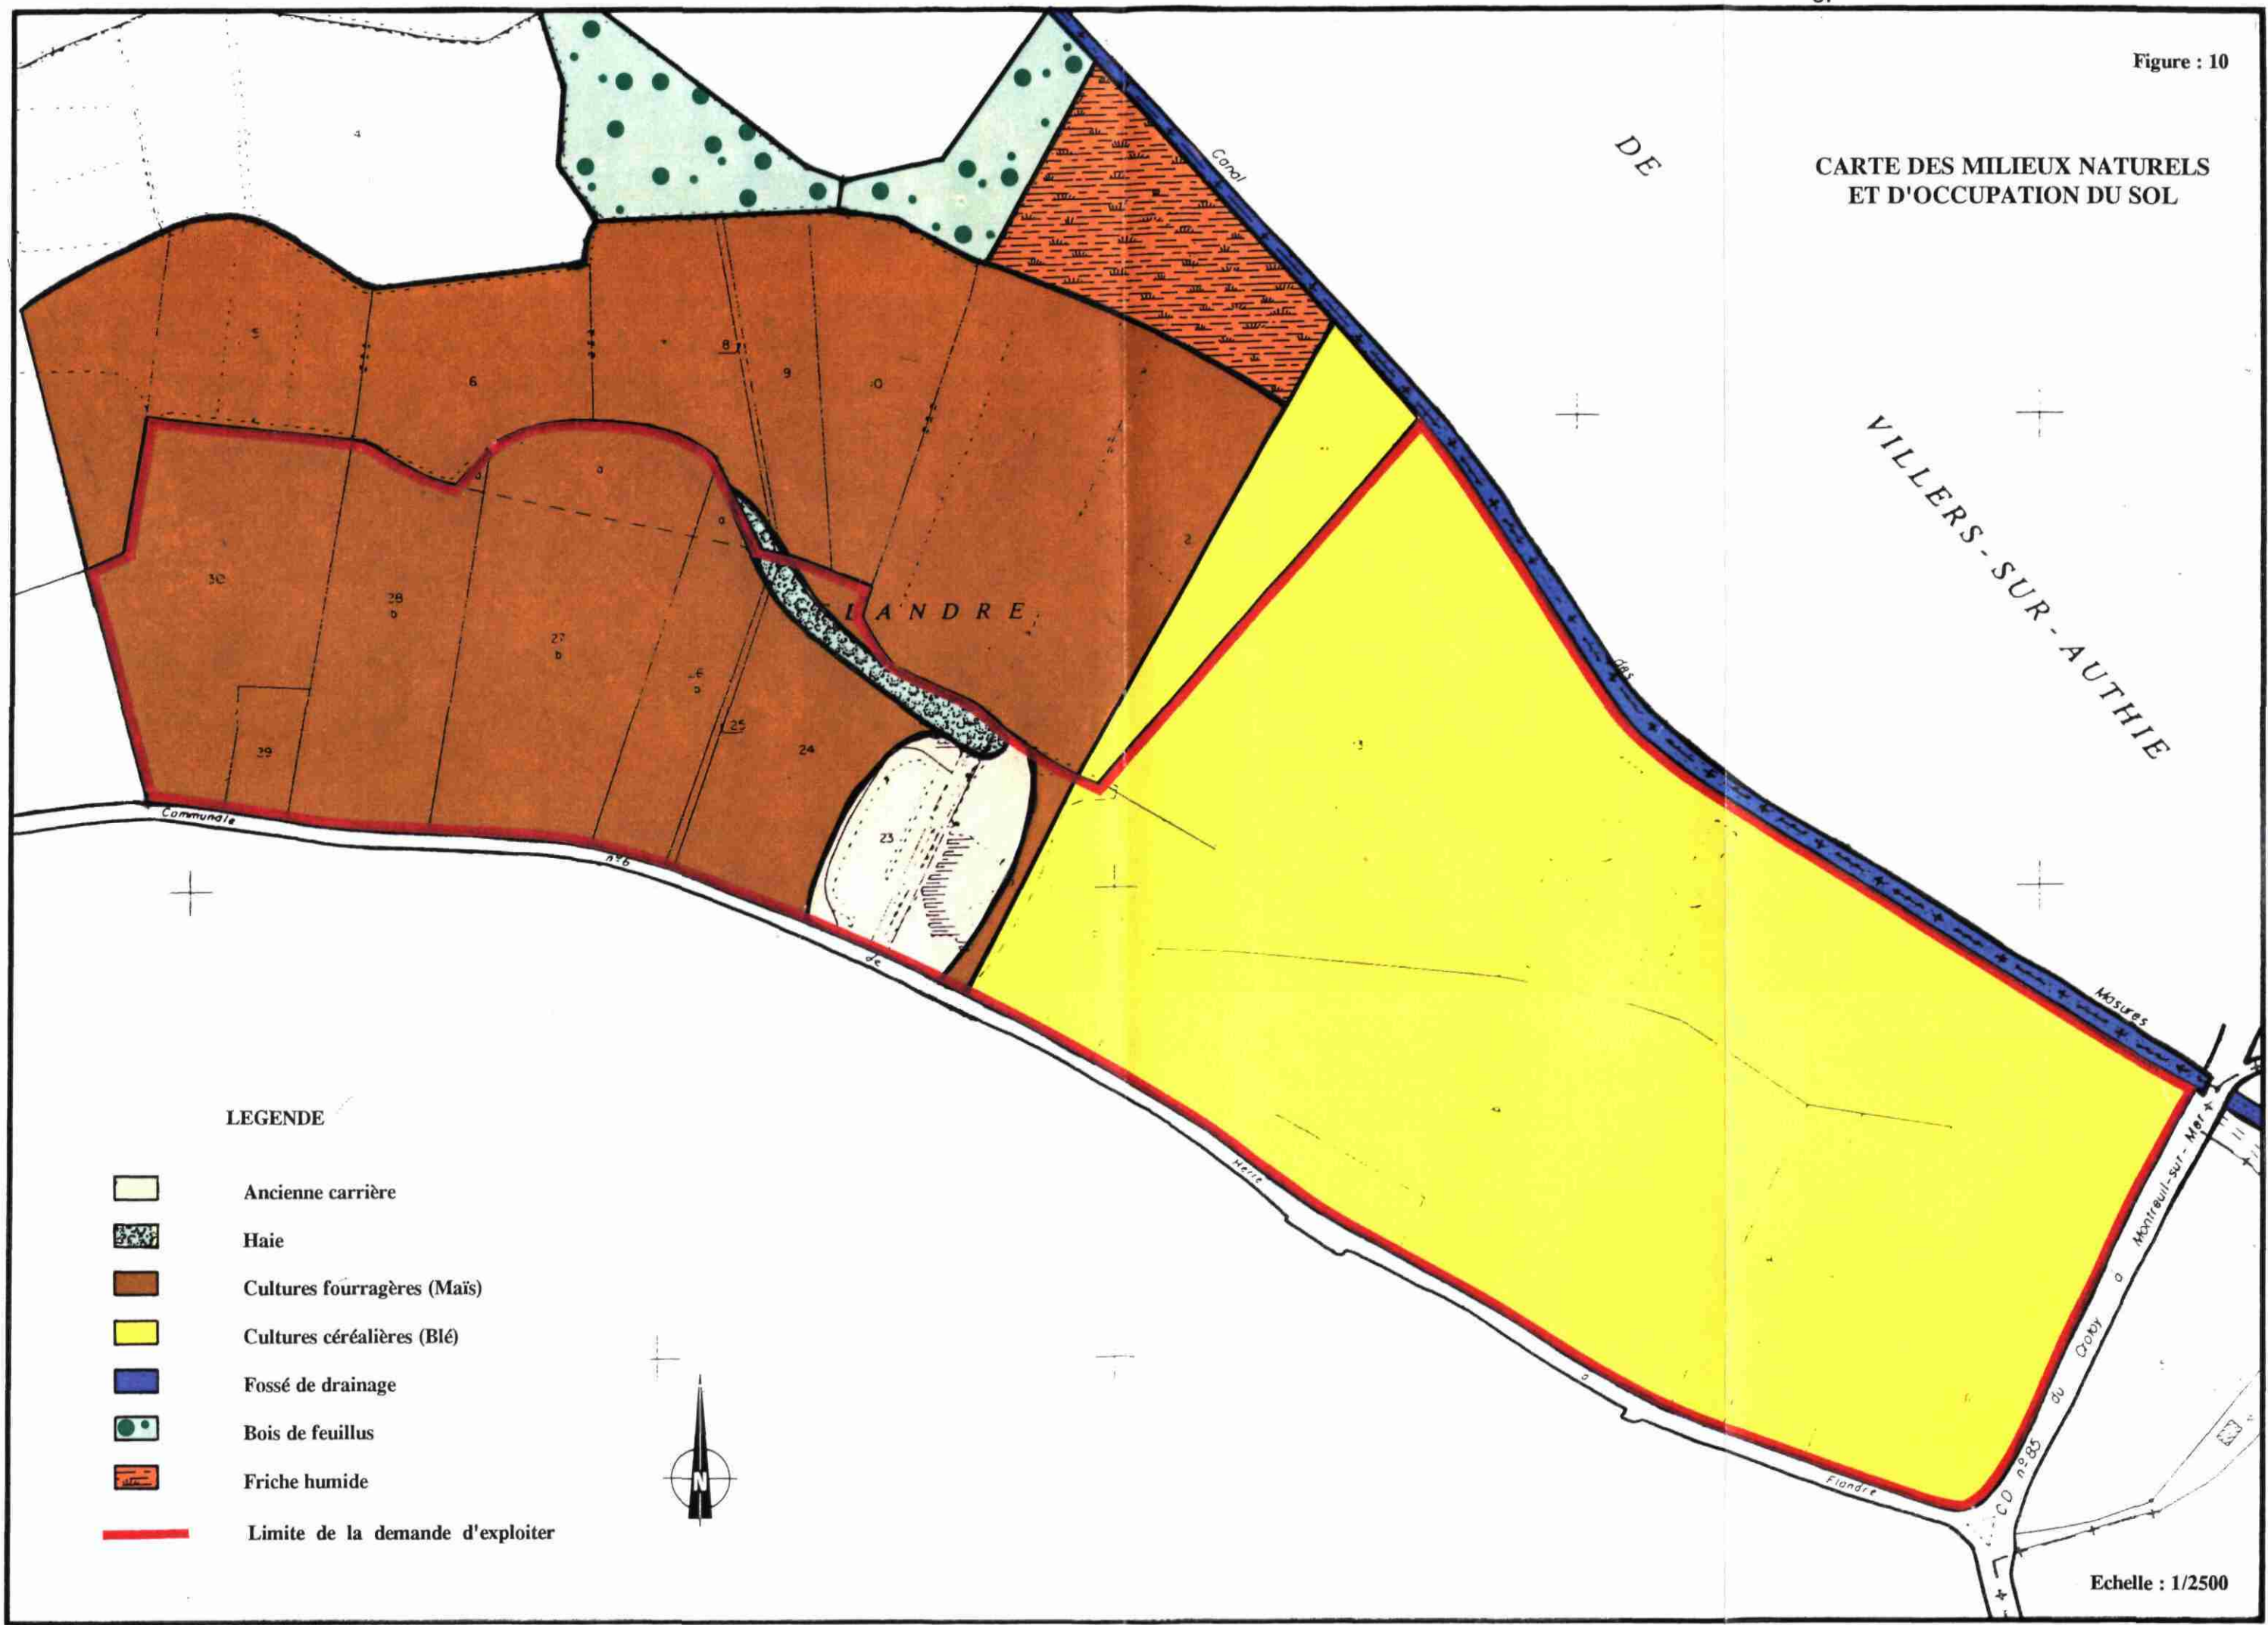 Figure : 10
CARTE DES MILIEUX NATURELS
ET D'OCCUPATION DU SOL
DE
Canal
4
5
6
8
9
2
VILLERS-SUR-AUTHIE
des
30
28
b
27
b
a
a
LANDRE
b
25
24
29
23
Communale
n°6
de
Masures
LEGENDE
Ancienne carrière
Haie
Cultures fourragères (Maïs)
Cultures céréalières (Blé)
Fossé de drainage
Bois de feuillus
Friche humide
Limite de la demande d'exploiter
N
Herre
a
Flandre
CD n°85 du Crotoy a Montreuil-sur-Mer
Echelle : 1/2500